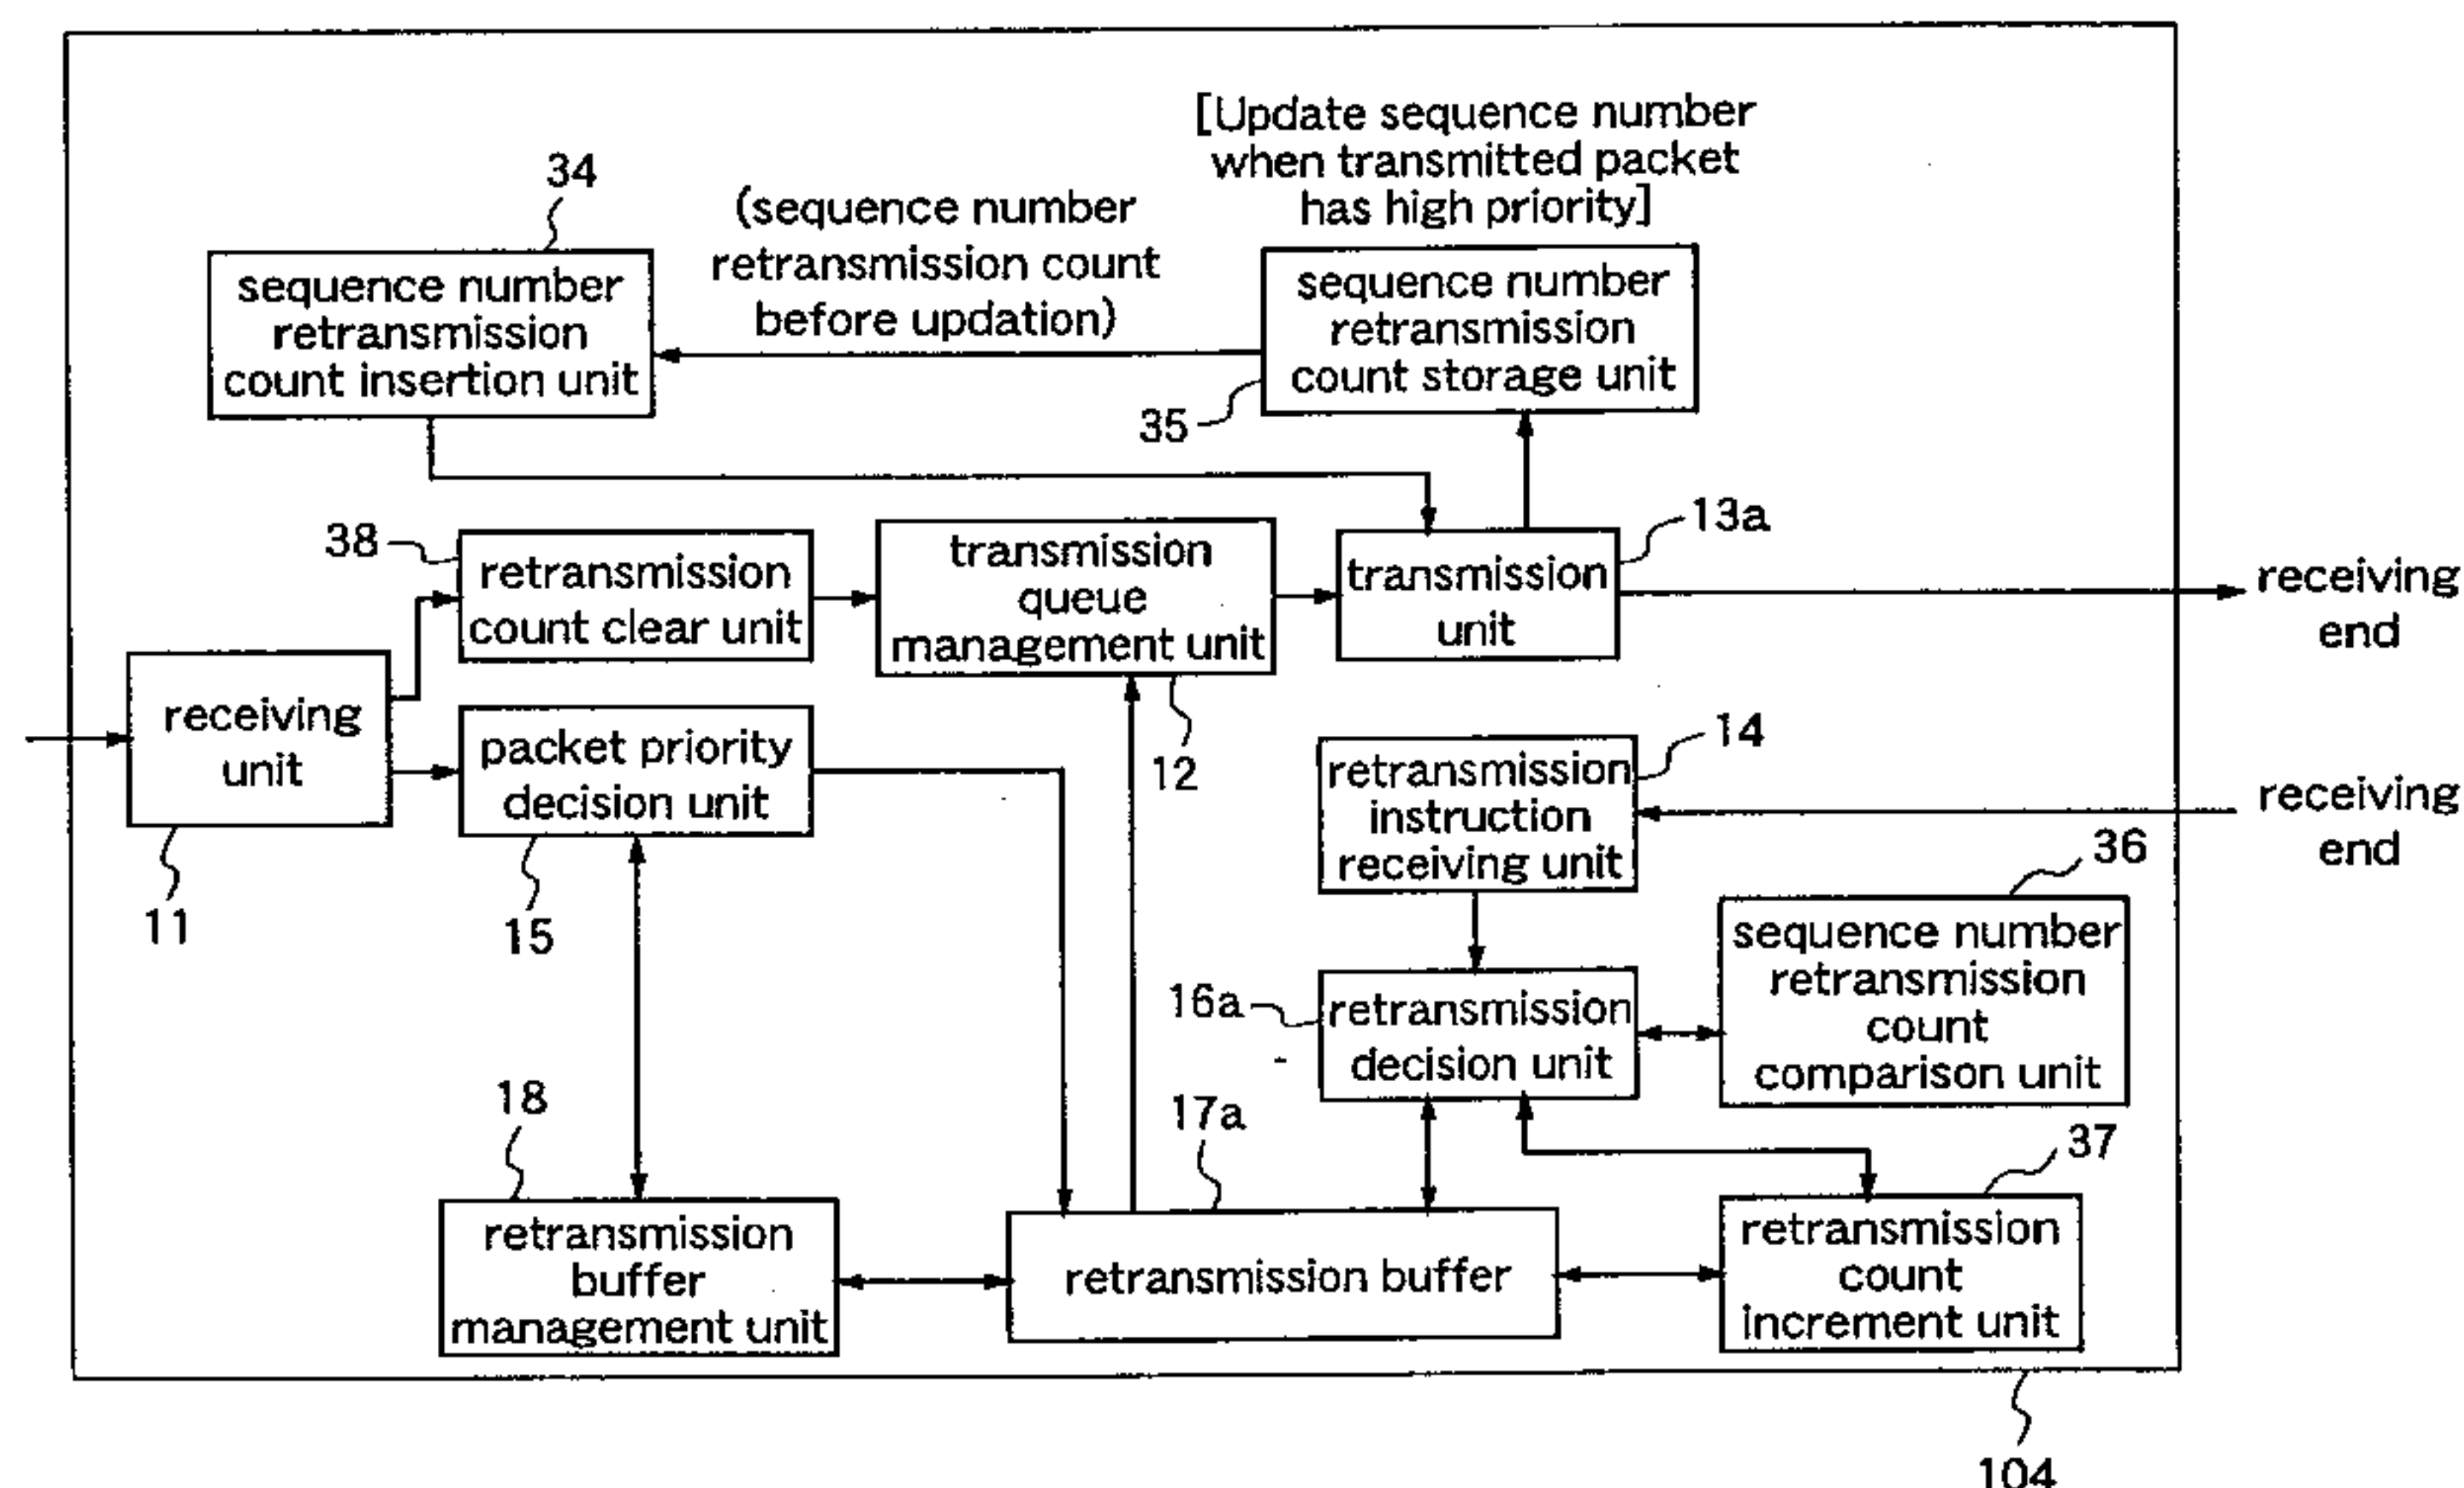 [Update sequence number
when transmitted packet
has high priority]
34
(sequence number
retransmission count
before updation)
sequence number
retransmission
count insertion unit
sequence number
retransmission
count storage unit
35
38
retransmission
count clear unit
transmission
queue
management unit
12
transmission
unit
13a
receiving
end
receiving
unit
11
packet priority
decision unit
15
retransmission
instruction
receiving unit
14
receiving
end
36
sequence number
retransmission
count
comparison unit
16a
retransmission
decision unit
18
retransmission
buffer
management unit
17a
retransmission buffer
37
retransmission
count
increment unit
104